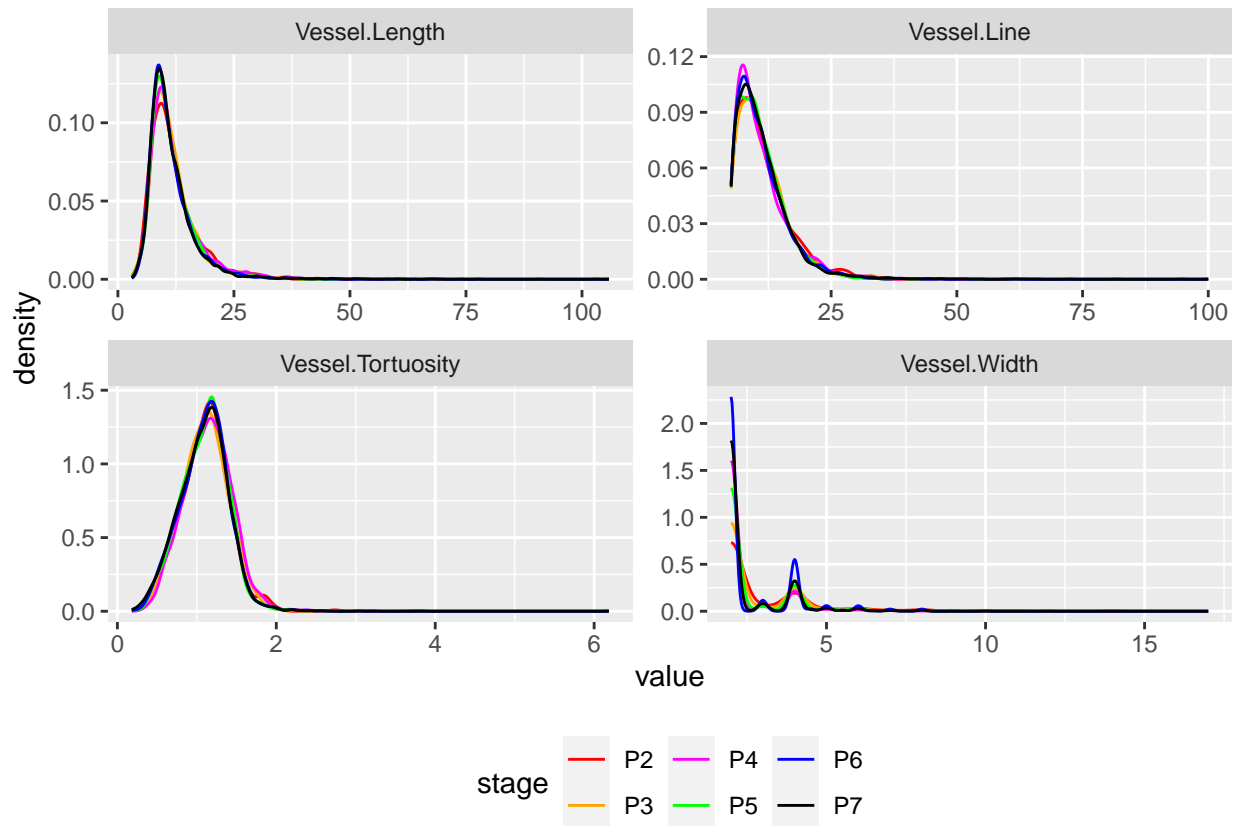 Vessel.Length
Vessel.Line
0.10
0.05
0.00
0 25 50 75 100
0.12
0.09
0.06
0.03
0.00
25 50 75 100
density
Vessel.Tortuosity
Vessel.Width
1.5
1.0
0.5
0.0
0 2 4 6
2.0
1.5
1.0
0.5
0.0
5 10 15
value
stage
P2 P4 P6
P3 P5 P7